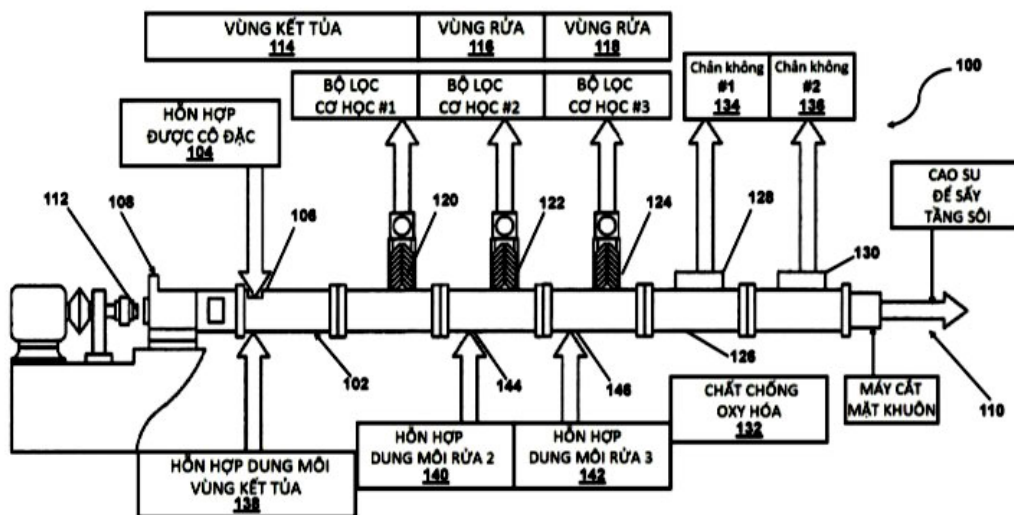 VÙNG KẾT TỦA
114
VÙNG RỬA
116
VÙNG RỬA
118
BỘ LỌC
CƠ HỌC #1
BỘ LỌC
CƠ HỌC #2
BỘ LỌC
CƠ HỌC #3
Chân không
#1
134
Chân không
#2
136
100
HỖN HỢP
ĐƯỢC CÔ ĐẶC
104
CAO SU
ĐỂ SẤY
TẦNG SÔI
112
108
106
120
122
124
128
130
102
144
146
126
110
CHẤT CHỐNG
OXY HÓA
132
MÁY CẮT
MẶT KHUÔN
HỖN HỢP DUNG MÔI
VÙNG KẾT TỦA
138
HỖN HỢP
DUNG MÔI RỬA 2
140
HỖN HỢP
DUNG MÔI RỬA 3
142